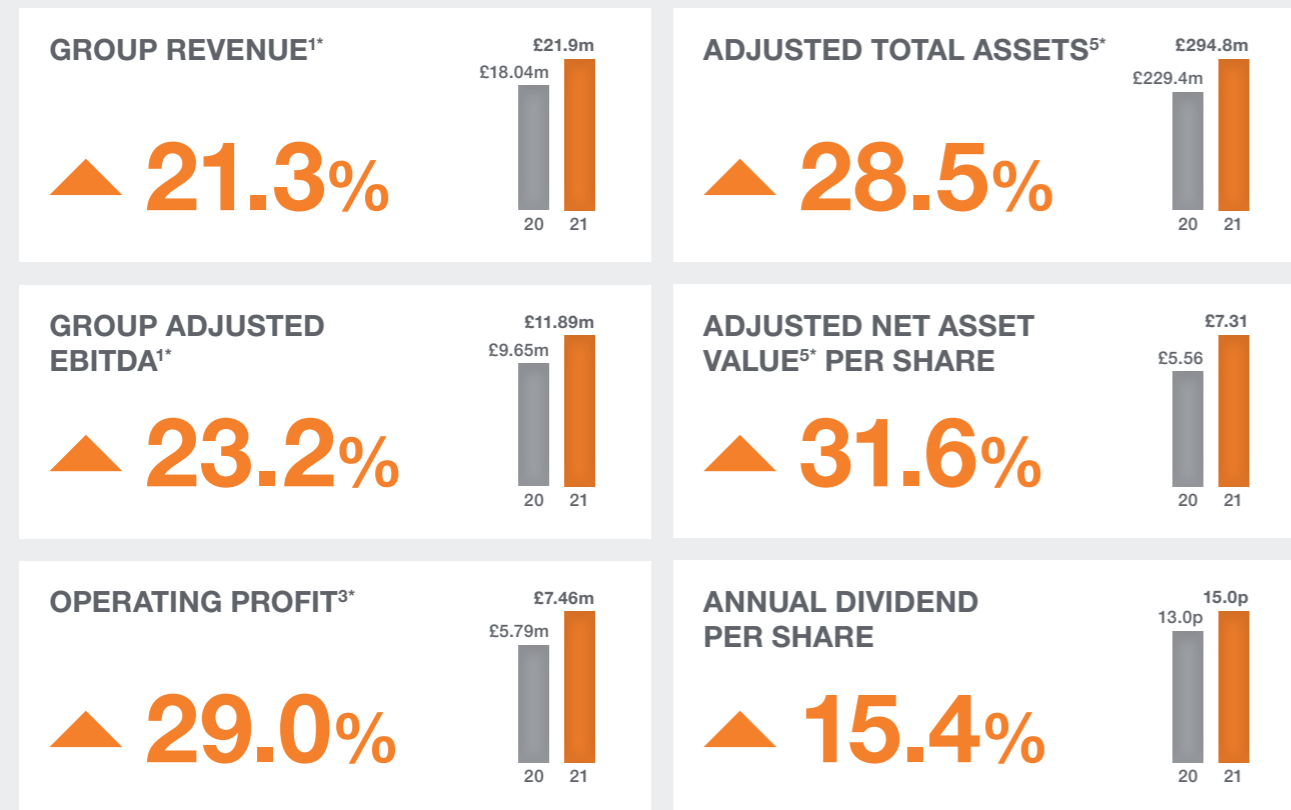 GROUP REVENUE1*
£21.9m
£18.04m
21.3%
20 21
ADJUSTED TOTAL ASSETS5*
£294.8m
£229.4m
28.5%
20 21
GROUP ADJUSTED
EBITDA1*
£11.89m
£9.65m
23.2%
20 21
ADJUSTED NET ASSET
VALUE5* PER SHARE
£7.31
£5.56
31.6%
20 21
OPERATING PROFIT3*
£7.46m
£5.79m
29.0%
20 21
ANNUAL DIVIDEND
PER SHARE
15.0p
13.0p
15.4%
20 21